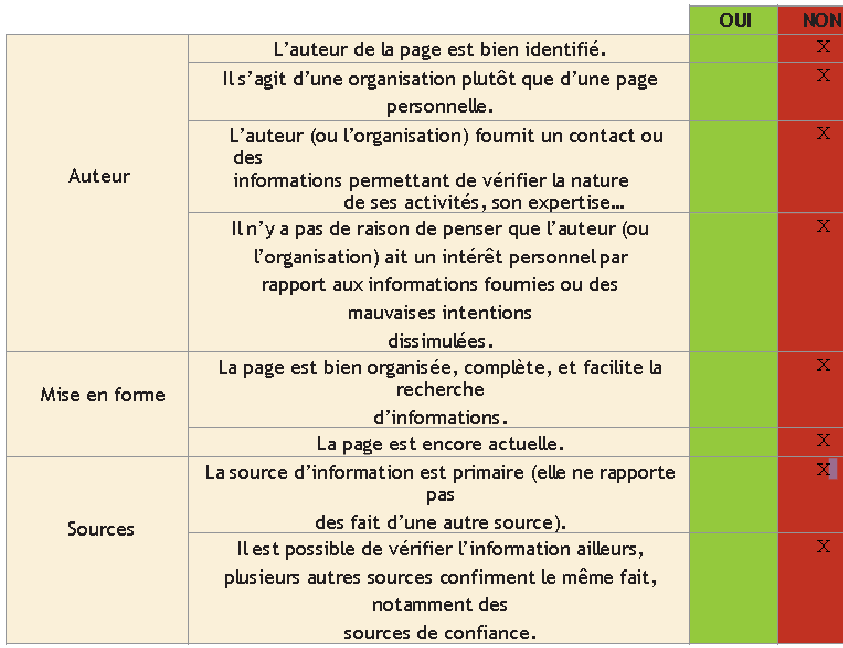 OUI NON
L'auteur de la page est bien identifié. X
Il s'agit d'une organisation plutôt que d'une page X
personnelle.
L'auteur (ou l'organisation) fournit un contact ou X
des
informations permettant de vérifier la nature
de ses activités, son expertise…
Auteur
Il n'y a pas de raison de penser que l'auteur (ou X
l'organisation) ait un intérêt personnel par
rapport aux informations fournies ou des
mauvaises intentions
dissimulées.
La page est bien organisée, complète, et facilite la X
recherche
d'informations.
Mise en forme
La page est encore actuelle. X
La source d'information est primaire (elle ne rapporte X
pas
des fait d'une autre source).
Sources
Il est possible de vérifier l'information ailleurs, X
plusieurs autres sources confirment le même fait,
notamment des
sources de confiance.